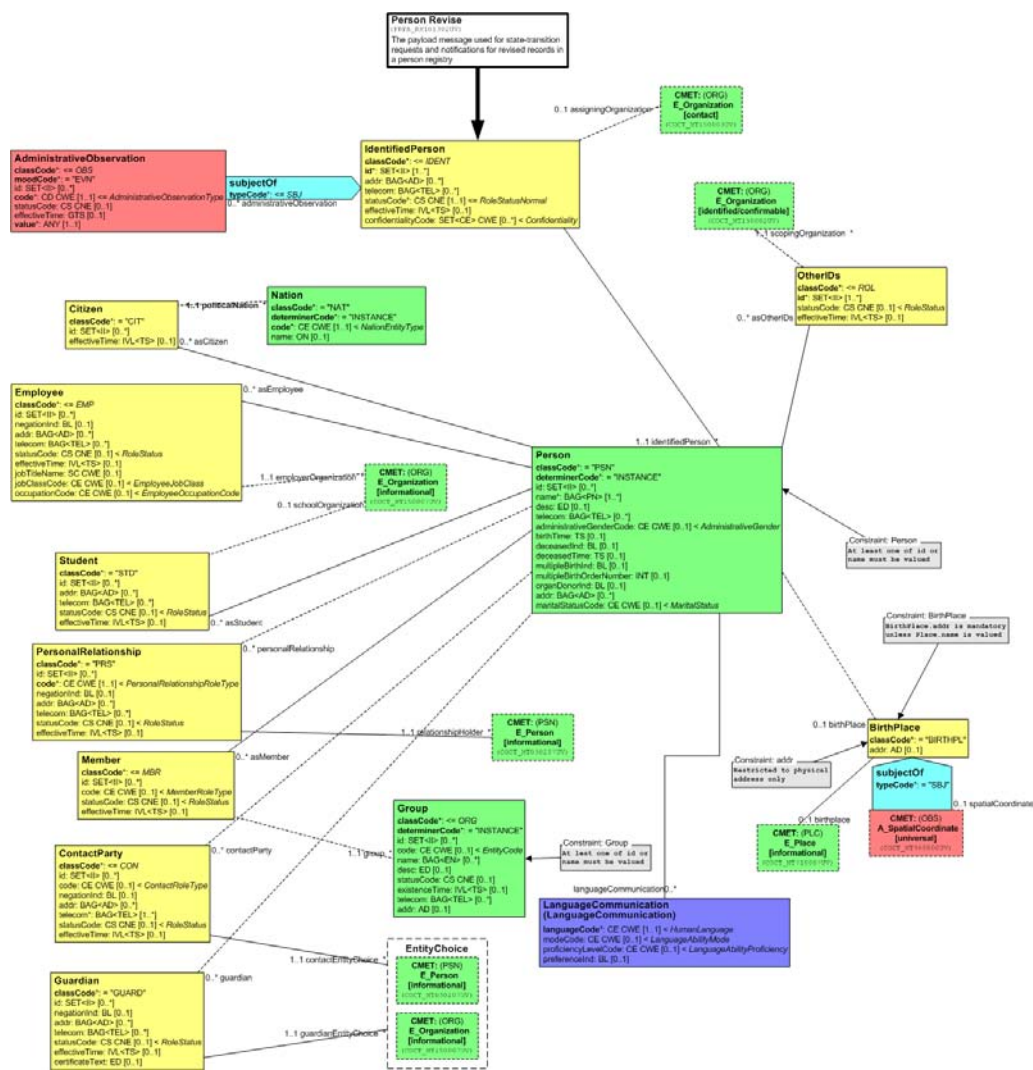 Person Revise
The payload message used for state-transition
requests and notifications for revised records in
a person registry
CMET: (ORG)
E_Organization
[contact]
0..1 assigningOrganization
IdentifiedPerson
classCode*: <= IDENT
id*: SET<II> [1..*]
addr: BAG<AD> [0..*]
telecom: BAG<TEL> [0..*]
statusCode*: CS CNE [1..1] <= RoleStatusNormal
effectiveTime: IVL<TS> [0..1]
confidentialityCode: SET<CE> CWE [0..*] < Confidentiality
AdministrativeObservation
classCode*: <= OBS
moodCode*: = "EVN"
id: SET<II> [0..*]
code*: CD CWE [1..1] <= AdministrativeObservationType
statusCode: CS CNE [0..1]
effectiveTime: GTS [0..1]
value*: ANY [1..1]
subjectOf
typeCode*: <= SBJ
0..* administrativeObservation
CMET: (ORG)
E_Organization
[identified/confirmable]
1..1 scopingOrganization *
OtherIDs
classCode*: <= ROL
id*: SET<II> [1..*]
statusCode: CS CNE [0..1] < RoleStatus
effectiveTime: IVL<TS> [0..1]
0..* asOtherIDs
Citizen
classCode*: = "CIT"
id: SET<II> [0..*]
effectiveTime: IVL<TS> [0..1]
1..1 politicalNation *
0..* asCitizen
Nation
classCode*: = "NAT"
determinerCode*: = "INSTANCE"
code*: CE CWE [1..1] < NationEntityType
name: ON [0..1]
Employee
classCode*: <= EMP
id: SET<II> [0..*]
negationInd: BL [0..1]
addr: BAG<AD> [0..*]
telecom: BAG<TEL> [0..*]
statusCode: CS CNE [0..1] < RoleStatus
effectiveTime: IVL<TS> [0..1]
jobTitleName: SC CWE [0..1]
jobClassCode: CE CWE [0..1] < EmployeeJobClass
occupationCode: CE CWE [0..1] < EmployeeOccupationCode
0..* asEmployee
1..1 employerOrganization *
0..1 schoolOrganization
CMET: (ORG)
E_Organization
[informational]
1..1 identifiedPerson *
Person
classCode*: = "PSN"
determinerCode*: = "INSTANCE"
id: SET<II> [0..*]
name*: BAG<PN> [1..*]
desc: ED [0..1]
telecom: BAG<TEL> [0..*]
administrativeGenderCode: CE CWE [0..1] < AdministrativeGender
birthTime: TS [0..1]
deceasedInd: BL [0..1]
deceasedTime: TS [0..1]
multipleBirthInd: BL [0..1]
multipleBirthOrderNumber: INT [0..1]
organDonorInd: BL [0..1]
addr: BAG<AD> [0..*]
maritalStatusCode: CE CWE [0..1] < MaritalStatus
Constraint: Person
At least one of id or
name must be valued
Student
classCode*: = "STD"
id: SET<II> [0..*]
addr: BAG<AD> [0..*]
telecom: BAG<TEL> [0..*]
statusCode: CS CNE [0..1] < RoleStatus
effectiveTime: IVL<TS> [0..1]
0..* asStudent
Constraint: BirthPlace
BirthPlace.addr is mandatory
unless Place.name is valued
PersonalRelationship
classCode*: = "PRS"
id: SET<II> [0..*]
code*: CE CWE [1..1] < PersonalRelationshipRoleType
negationInd: BL [0..1]
addr: BAG<AD> [0..*]
telecom: BAG<TEL> [0..*]
statusCode: CS CNE [0..1] < RoleStatus
effectiveTime: IVL<TS> [0..1]
0..* personalRelationship
1..1 relationshipHolder *
CMET: (PSN)
E_Person
[informational]
0..1 birthPlace
BirthPlace
classCode*: = "BIRTHPL"
addr: AD [0..1]
Constraint: addr
Restricted to physical
address only
subjectOf
typeCode*: = "SBJ"
0..1 spatialCoordinate
0..1 birthplace
CMET: (PLC)
E_Place
[informational]
CMET: (OBS)
A_SpatialCoordinate
[universal]
Member
classCode*: <= MBR
id: SET<II> [0..*]
code: CE CWE [0..1] < MemberRoleType
statusCode: CS CNE [0..1] < RoleStatus
effectiveTime: IVL<TS> [0..1]
0..* asMember
1..1 group *
Group
classCode*: <= ORG
determinerCode*: = "INSTANCE"
id: SET<II> [0..*]
code: CE CWE [0..1] < EntityCode
name: BAG<EN> [0..*]
desc: ED [0..1]
statusCode: CS CNE [0..1]
existenceTime: IVL<TS> [0..1]
telecom: BAG<TEL> [0..*]
addr: AD [0..1]
Constraint: Group
At least one of id or
name must be valued
ContactParty
classCode*: <= CON
id: SET<II> [0..*]
code: CE CWE [0..1] < ContactRoleType
negationInd: BL [0..1]
addr: BAG<AD> [0..*]
telecom*: BAG<TEL> [1..*]
statusCode: CS CNE [0..1] < RoleStatus
effectiveTime: IVL<TS> [0..1]
0..* contactParty
1..1 contactEntityChoice *
languageCommunication 0..*
LanguageCommunication
(LanguageCommunication)
languageCode*: CE CWE [1..1] < HumanLanguage
modeCode: CE CWE [0..1] < LanguageAbilityMode
proficiencyLevelCode: CE CWE [0..1] < LanguageAbilityProficiency
preferenceInd: BL [0..1]
EntityChoice
CMET: (PSN)
E_Person
[informational]
CMET: (ORG)
E_Organization
[informational]
Guardian
classCode*: = "GUARD"
id: SET<II> [0..*]
negationInd: BL [0..1]
addr: BAG<AD> [0..*]
telecom: BAG<TEL> [0..*]
statusCode: CS CNE [0..1] < RoleStatus
effectiveTime: IVL<TS> [0..1]
certificateText: ED [0..1]
0..* guardian
1..1 guardianEntityChoice *